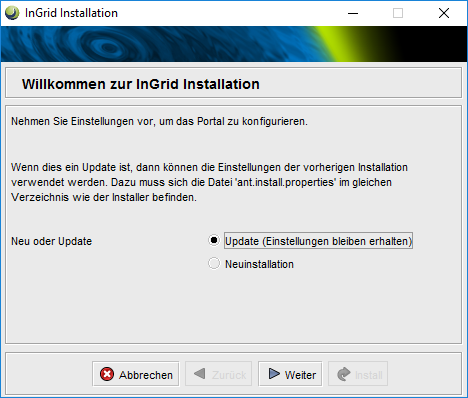 InGrid Installation
Willkommen zur InGrid Installation
Nehmen Sie Einstellungen vor, um das Portal zu konfigurieren.
Wenn dies ein Update ist, dann können die Einstellungen der vorherigen Installation
verwendet werden. Dazu muss sich die Datei 'ant.install.properties' im gleichen
Verzeichnis wie der Installer befinden.
Neu oder Update
Update (Einstellungen bleiben erhalten)
Neuinstallation
Abbrechen
Zurück
Weiter
Install